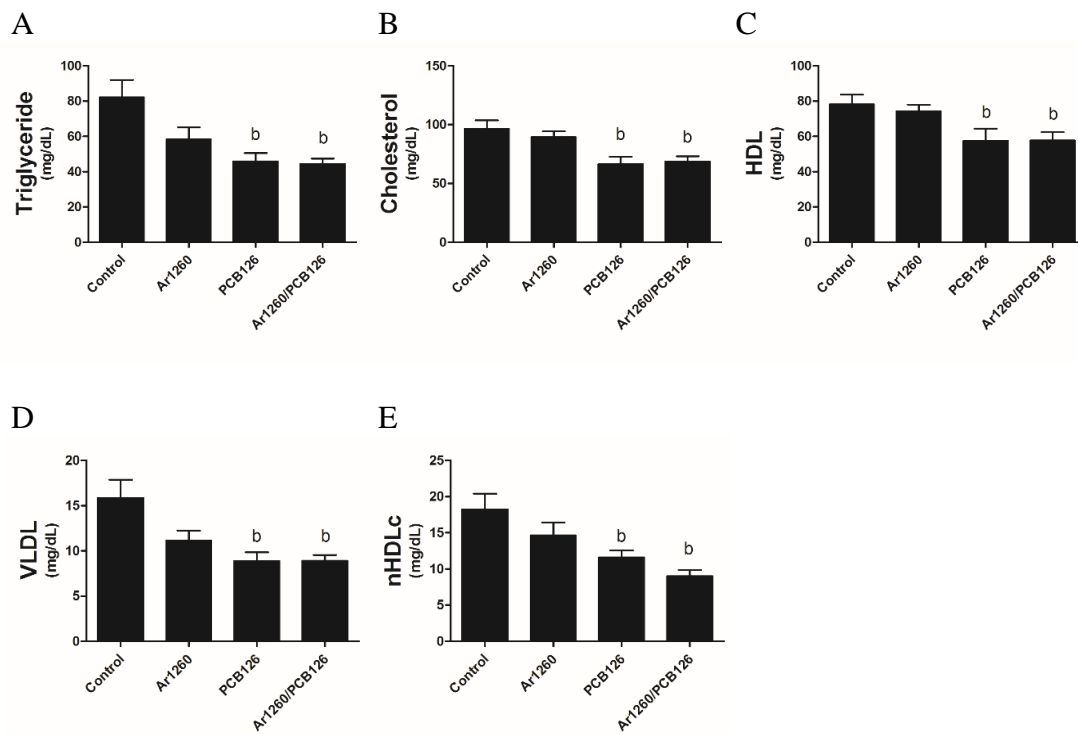 A
Triglyceride
(mg/dL)
100
80
60
40
20
0
b
b
Control
Ar1260
PCB126
Ar1260/PCB126
B
Cholesterol
(mg/dL)
150
100
50
0
b
b
Control
Ar1260
PCB126
Ar1260/PCB126
C
HDL
(mg/dL)
100
80
60
40
20
0
b
b
Control
Ar1260
PCB126
Ar1260/PCB126
D
VLDL
(mg/dL)
20
15
10
5
0
b
b
Control
Ar1260
PCB126
Ar1260/PCB126
E
nHDLc
(mg/dL)
25
20
15
10
5
0
b
b
Control
Ar1260
PCB126
Ar1260/PCB126